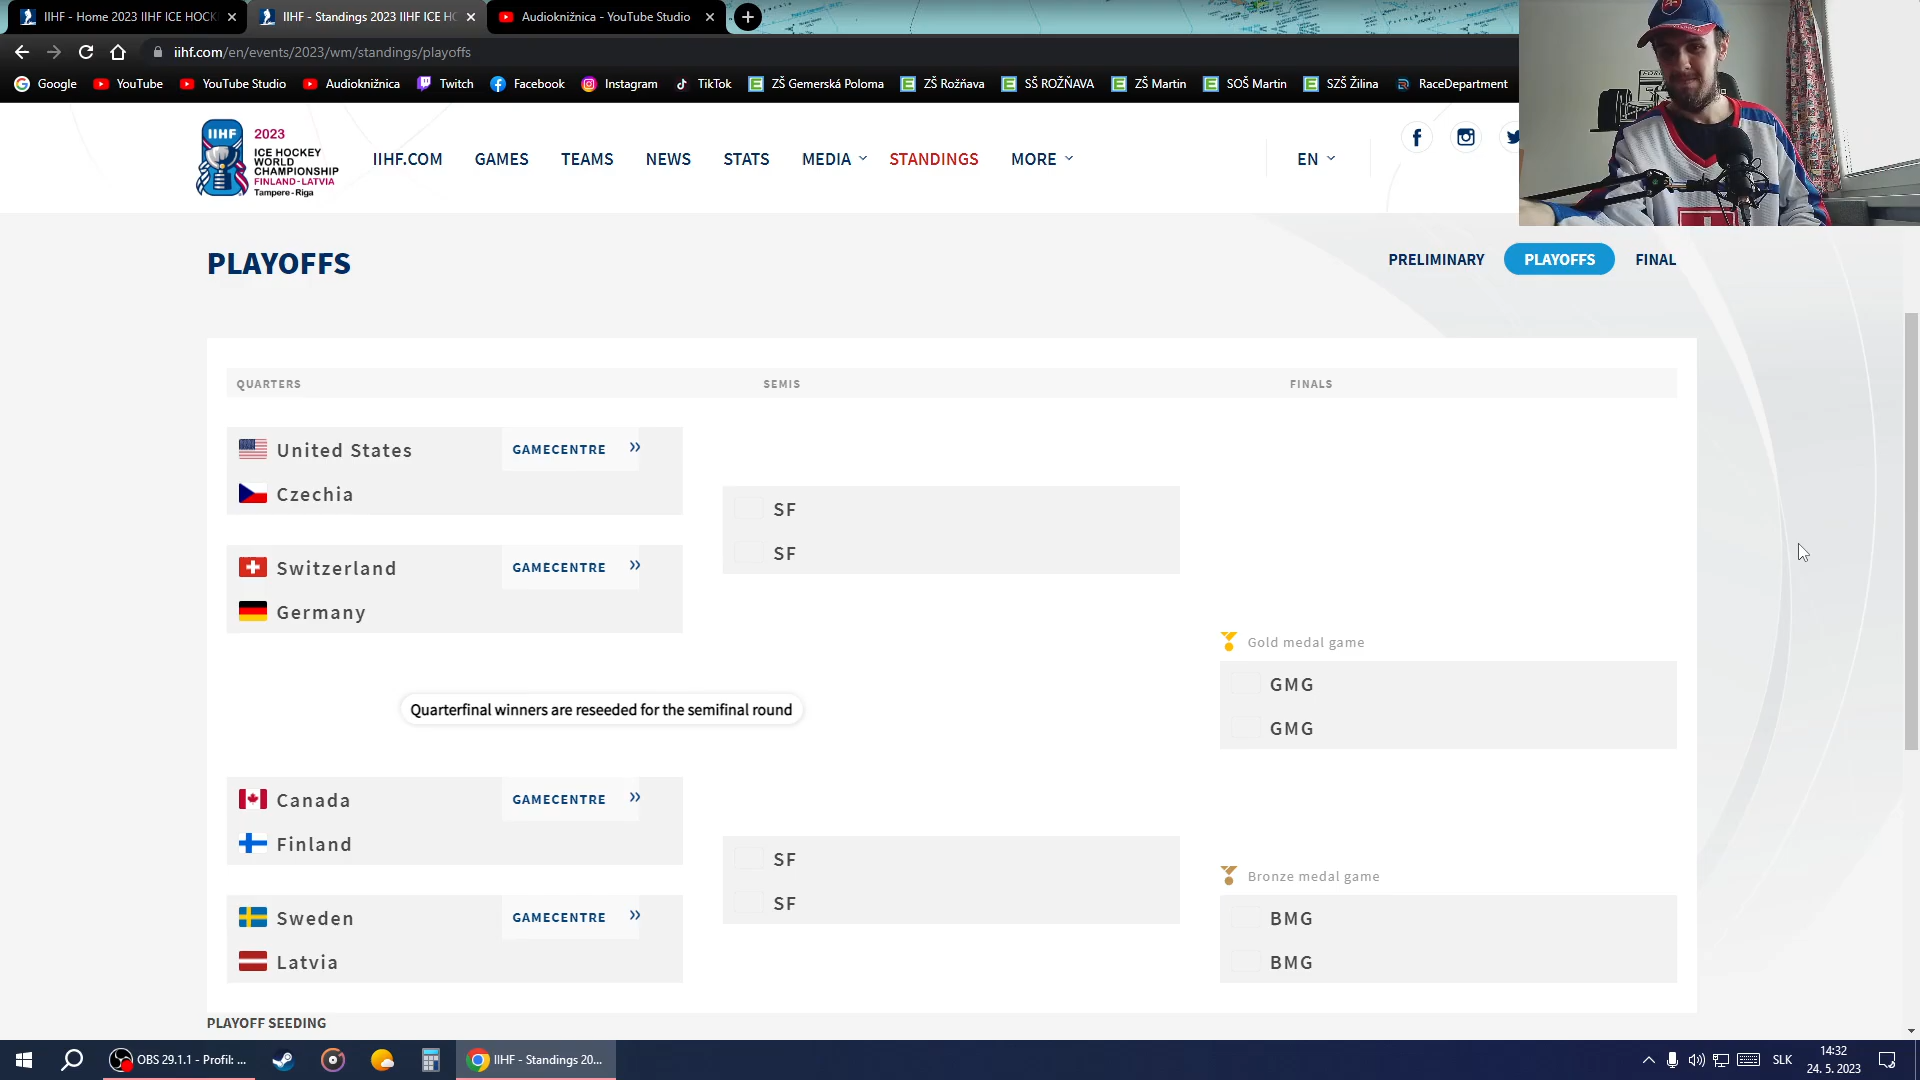 IIHF - Home 2023 IIHF ICE HOCK
IIHF - Standings 2023 IIHF ICE HO
Audioknižnica - YouTube Studio
iihf.com/en/events/2023/wm/standings/playoffs
Google
YouTube
YouTube Studio
Audioknižnica
Twitch
Facebook
Instagram
TikTok
ZŠ Gemerská Poloma
ZŠ Rožňava
SŠ ROŽŇAVA
ZŠ Martin
SOŠ Martin
SZŠ Žilina
RaceDepartment
IIHF
2023
ICE HOCKEY
WORLD
CHAMPIONSHIP
FINLAND - LATVIA
Tampere - Riga
IIHF.COM
GAMES
TEAMS
NEWS
STATS
MEDIA
STANDINGS
MORE
EN
PLAYOFFS
PRELIMINARY
PLAYOFFS
FINAL
QUARTERS
SEMIS
FINALS
United States
GAMECENTRE
Czechia
SF
SF
Switzerland
GAMECENTRE
Germany
Gold medal game
GMG
GMG
Quarterfinal winners are reseeded for the semifinal round
Canada
GAMECENTRE
Finland
SF
SF
Bronze medal game
BMG
BMG
Sweden
GAMECENTRE
Latvia
PLAYOFF SEEDING
OBS 29.1.1 - Profil: ...
IIHF - Standings 20...
SLK
14:32
24. 5. 2023